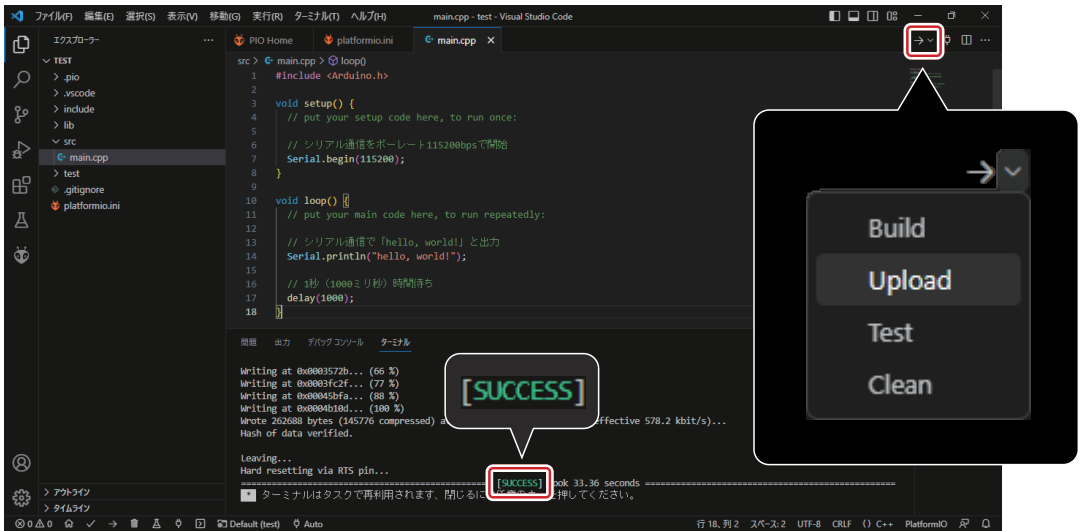 ファイル(F) 編集(E) 選択(S) 表示(V) 移動(G) 実行(R) ターミナル(T) ヘルプ(H) main.cpp - test - Visual Studio Code
エクスプローラー
PIO Home platformio.ini main.cpp
TEST
.pio
.vscode
include
lib
src
main.cpp
test
.gitignore
platformio.ini
src > main.cpp > loop()
1 #include <Arduino.h>
2
3 void setup() {
4 // put your setup code here, to run once:
5
6 // シリアル通信をボーレート115200bpsで開始
7 Serial.begin(115200);
8 }
9
10 void loop() {
11 // put your main code here, to run repeatedly:
12
13 // シリアル通信で「hello, world!」と出力
14 Serial.println("hello, world!");
15
16 // 1秒（1000ミリ秒）時間待ち
17 delay(1000);
18 }
Build
Upload
Test
Clean
問題 出力 デバッグ コンソール ターミナル
Writing at 0x0003572b... (66 %)
Writing at 0x0003fc2f... (77 %)
Writing at 0x00045bfa... (88 %)
Writing at 0x0004b10d... (100 %)
Wrote 262688 bytes (145776 compressed) a effective 578.2 kbit/s)...
Hash of data verified.
[SUCCESS]
Leaving...
Hard resetting via RTS pin...
[SUCCESS] ook 33.36 seconds
* ターミナルはタスクで再利用されます、閉じるに を押してください。
アウトライン
タイムライン
0 0 Default (test) Auto 行 18、列 2 スペース: 2 UTF-8 CRLF {} C++ PlatformIO